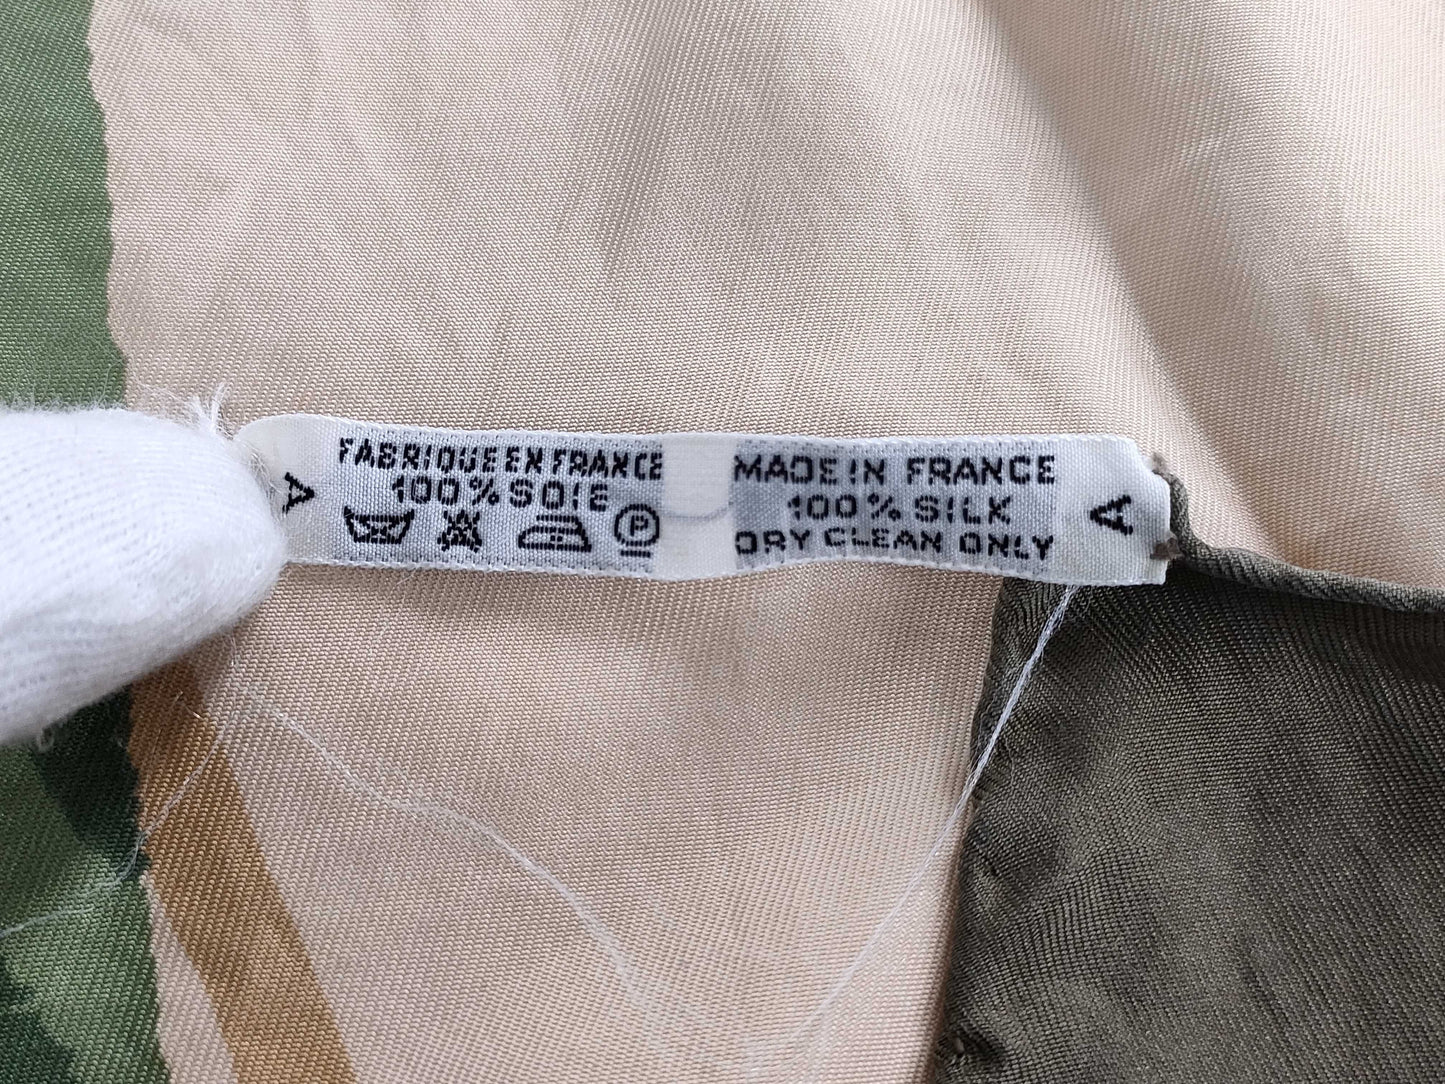 A
FABRIQUE EN FRANCE
100% SOIE
P
MADE IN FRANCE
100% SILK
DRY CLEAN ONLY
A